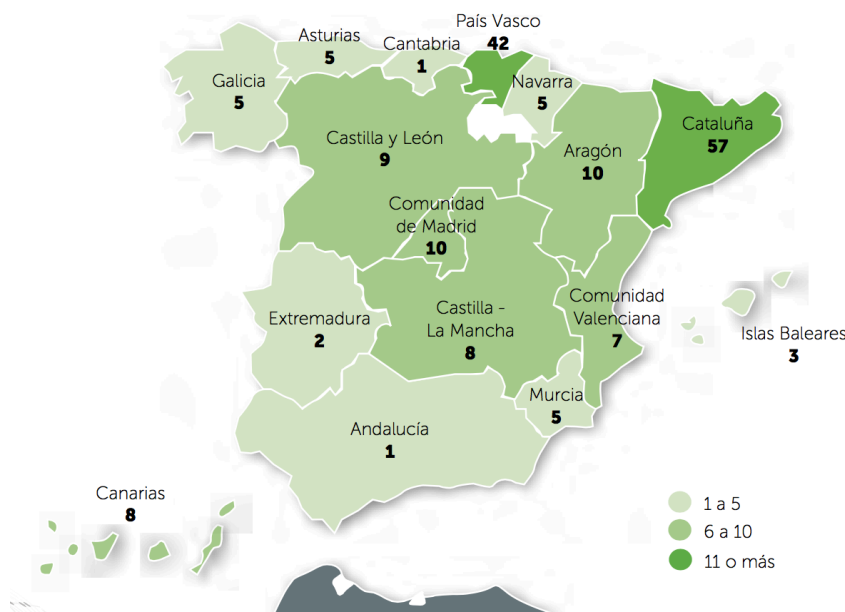 País Vasco
42
Asturias
5
Cantabria
1
Galicia
5
Navarra
5
Cataluña
57
Castilla y León
9
Aragón
10
Comunidad
de Madrid
10
Extremadura
2
Castilla -
La Mancha
8
Comunidad
Valenciana
7
Islas Baleares
3
Murcia
5
Andalucía
1
Canarias
8
1 a 5
6 a 10
11 o más